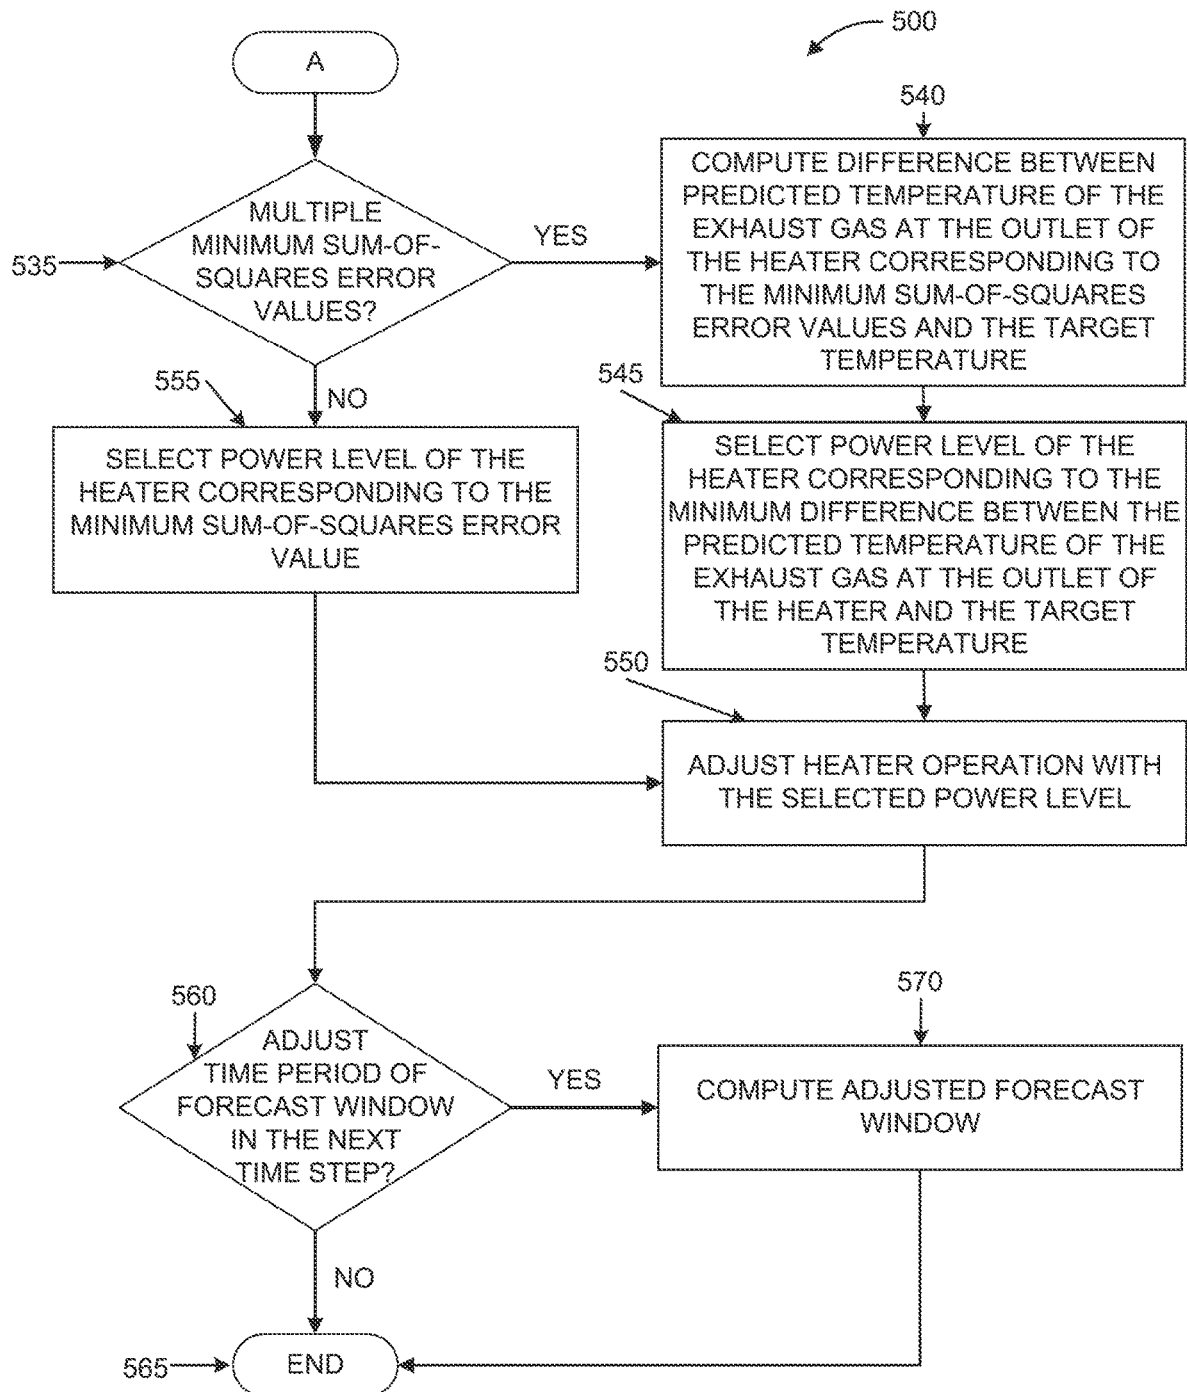 500
A
540
MULTIPLE
MINIMUM SUM-OF-
SQUARES ERROR
VALUES?
535
YES
COMPUTE DIFFERENCE BETWEEN
PREDICTED TEMPERATURE OF THE
EXHAUST GAS AT THE OUTLET OF
THE HEATER CORRESPONDING TO
THE MINIMUM SUM-OF-SQUARES
ERROR VALUES AND THE TARGET
TEMPERATURE
555
NO
545
SELECT POWER LEVEL OF THE
HEATER CORRESPONDING TO THE
MINIMUM SUM-OF-SQUARES ERROR
VALUE
SELECT POWER LEVEL OF THE
HEATER CORRESPONDING TO THE
MINIMUM DIFFERENCE BETWEEN THE
PREDICTED TEMPERATURE OF THE
EXHAUST GAS AT THE OUTLET OF
THE HEATER AND THE TARGET
TEMPERATURE
550
ADJUST HEATER OPERATION WITH
THE SELECTED POWER LEVEL
560
ADJUST
TIME PERIOD OF
FORECAST WINDOW
IN THE NEXT
TIME STEP?
YES
570
COMPUTE ADJUSTED FORECAST
WINDOW
NO
565
END